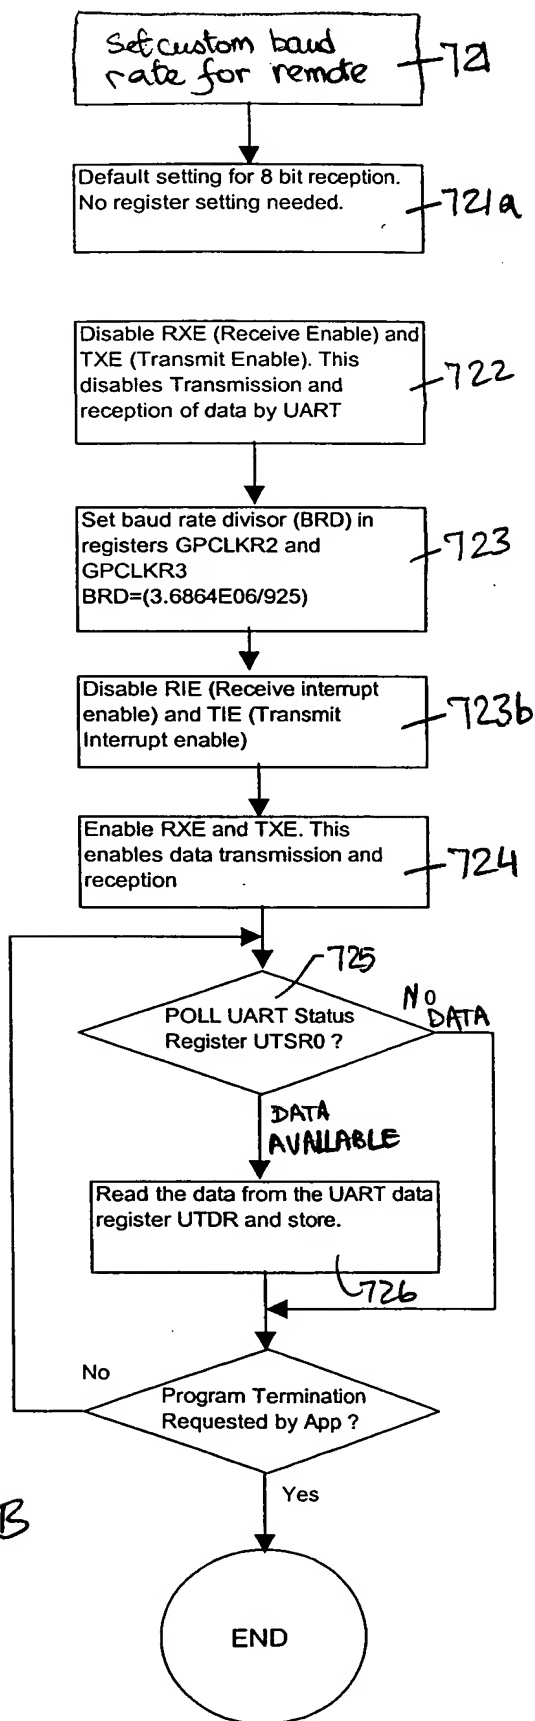 Set custom baud
rate for remote
721
Default setting for 8 bit reception.
No register setting needed.
721a
Disable RXE (Receive Enable) and
TXE (Transmit Enable). This
disables Transmission and
reception of data by UART
722
Set baud rate divisor (BRD) in
registers GPCLKR2 and
GPCLKR3
BRD=(3.6864E06/925)
723
Disable RIE (Receive interrupt
enable) and TIE (Transmit
Interrupt enable)
723b
Enable RXE and TXE. This
enables data transmission and
reception
724
725
POLL UART Status
Register UTSR0 ?
NO
DATA
DATA
AVAILABLE
Read the data from the UART data
register UTDR and store.
726
No
Program Termination
Requested by App ?
Yes
B
END